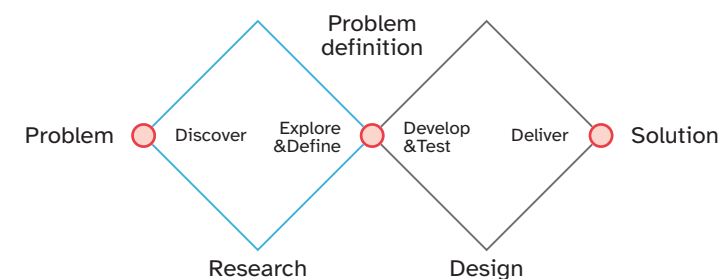 Problem
definition
Problem
Discover
Explore
&Define
Develop
&Test
Deliver
Solution
Research
Design